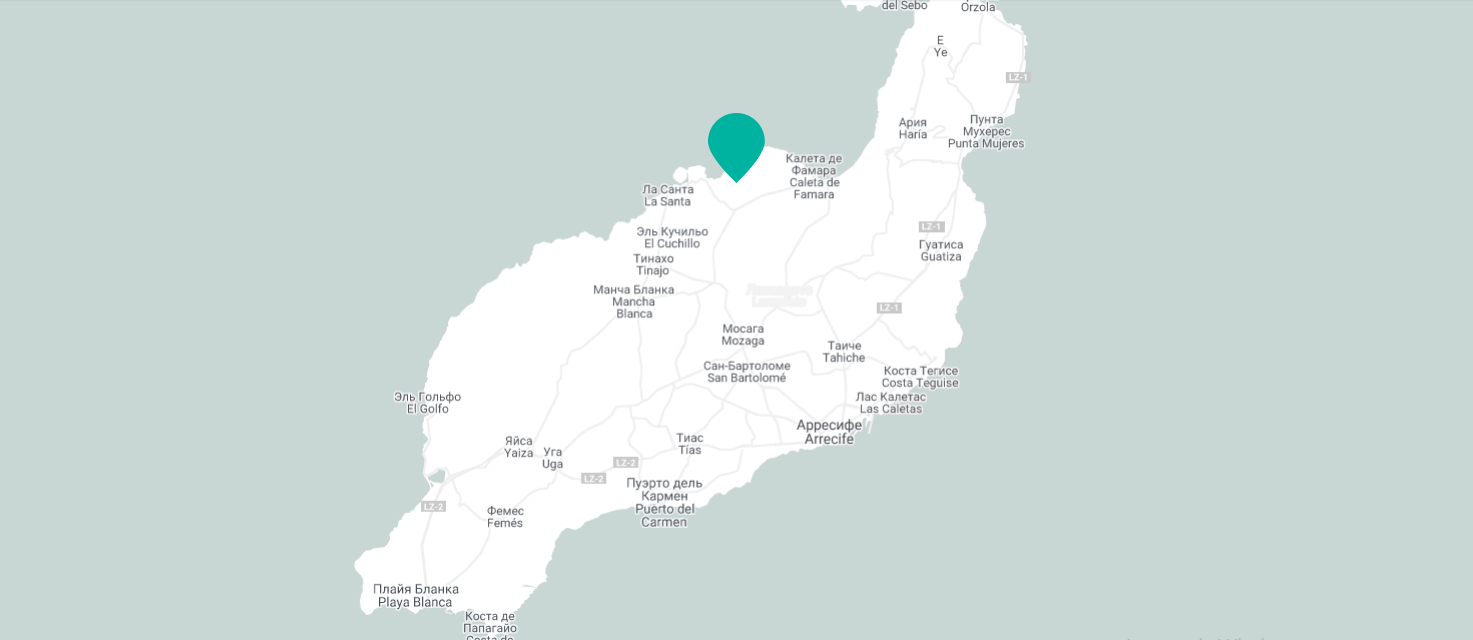 del Sebo
Orzola
Е
Ye
LZ-1
Ария
Haría
Пунта
Мухерес
Punta Mujeres
Калета де
Фамара
Caleta de
Famara
Ла Санта
La Santa
LZ-1
Эль Кучильо
El Cuchillo
Гуатиса
Guatiza
Тинахо
Tinajo
Манча Бланка
Mancha
Blanca
LZ-1
Мосага
Mozaga
Таиче
Tahiche
Сан-Бартоломе
San Bartolomé
Коста Тегисе
Costa Teguise
Эль Гольфо
El Golfo
Лас Калетас
Las Caletas
Арресифе
Arrecife
Тиас
Tías
Яйса
Yaiza
Уга
Uga
LZ-2
LZ-2
Пуэрто дель
Кармен
Puerto del
Carmen
LZ-2
Фемес
Femés
Плайя Бланка
Playa Blanca
Коста де
Папагайо
Costa de